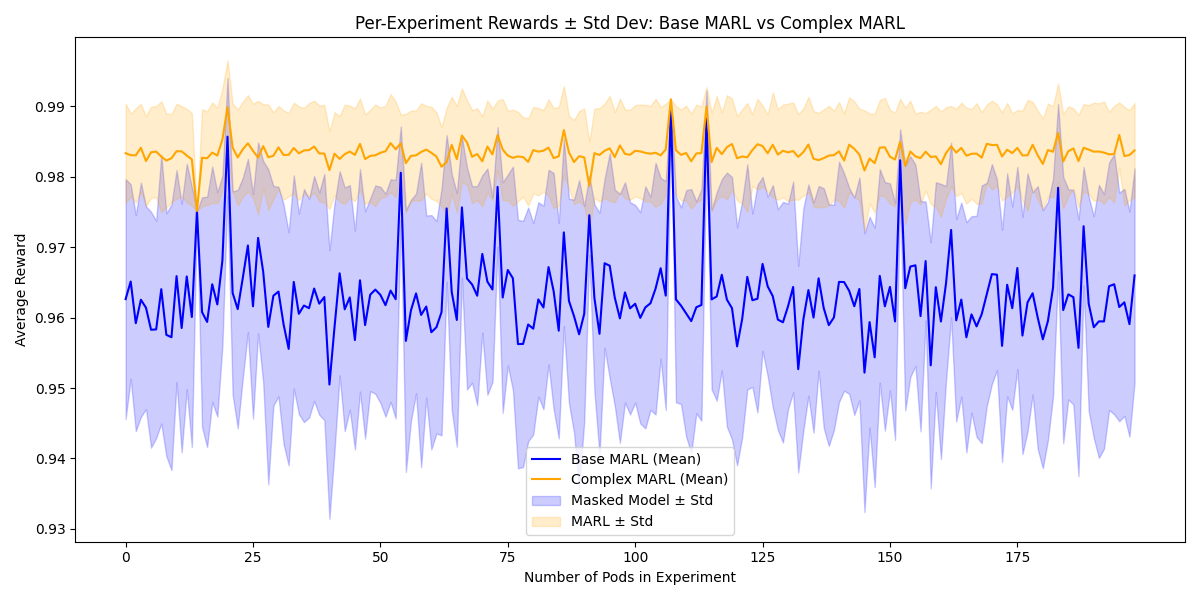 Per-Experiment Rewards ± Std Dev: Base MARL vs Complex MARL
Average Reward
0.99
0.98
0.97
0.96
0.95
0.94
0.93
Base MARL (Mean)
Complex MARL (Mean)
Masked Model ± Std
MARL ± Std
0 25 50 75 100 125 150 175
Number of Pods in Experiment